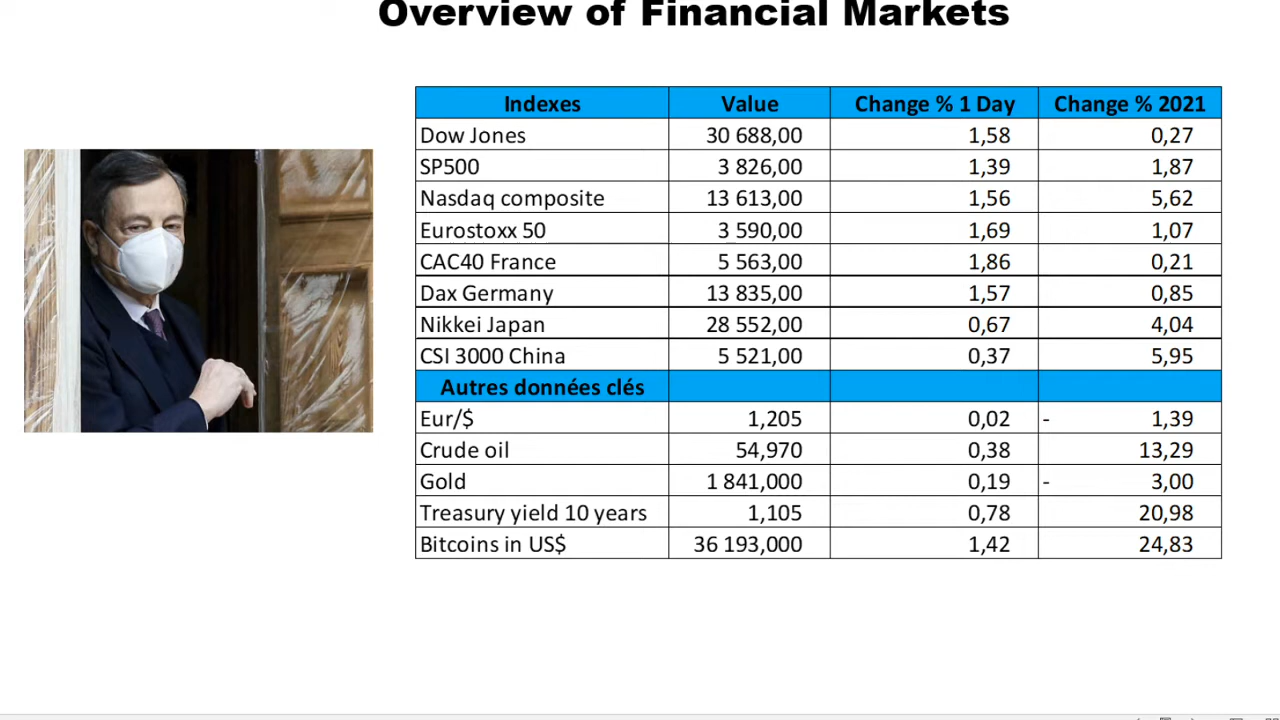 Overview of Financial Markets
Indexes Value Change % 1 Day Change % 2021
Dow Jones 30 688,00 1,58 0,27
SP500 3 826,00 1,39 1,87
Nasdaq composite 13 613,00 1,56 5,62
Eurostoxx 50 3 590,00 1,69 1,07
CAC40 France 5 563,00 1,86 0,21
Dax Germany 13 835,00 1,57 0,85
Nikkei Japan 28 552,00 0,67 4,04
CSI 3000 China 5 521,00 0,37 5,95
Autres données clés
Eur/$ 1,205 0,02 - 1,39
Crude oil 54,970 0,38 13,29
Gold 1 841,000 0,19 - 3,00
Treasury yield 10 years 1,105 0,78 20,98
Bitcoins in US$ 36 193,000 1,42 24,83